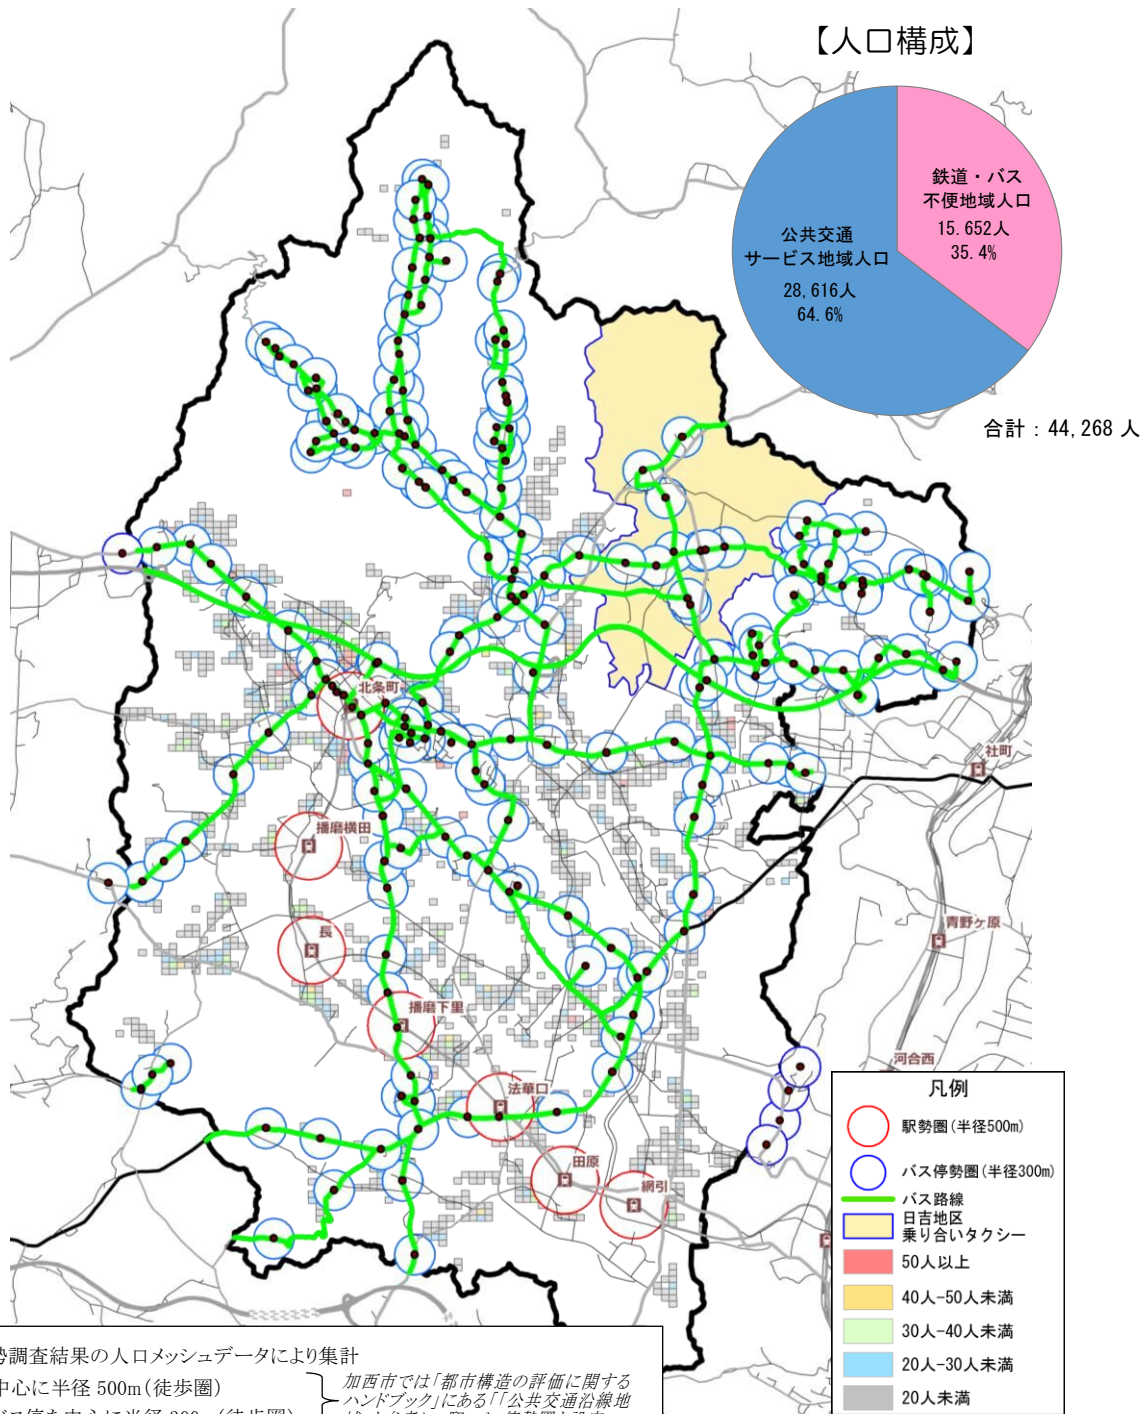 【人口構成】
鉄道・バス
不便地域人口
15.652人
35.4%
公共交通
サービス地域人口
28,616人
64.6%
合計：44,268 人
北条町
播磨横田
長
播磨下里
法華口
田原
網引
社町
青野ヶ原
河合西
凡例
駅勢圏(半径500m)
バス停勢圏(半径300m)
バス路線
日吉地区
乗り合いタクシー
50人以上
40人-50人未満
30人-40人未満
20人-30人未満
20人未満
勢調査結果の人口メッシュデータにより集計
中心に半径 500m(徒歩圏)
加西市では「都市構造の評価に関する
ハンドブック」にある「「公共交通沿線地